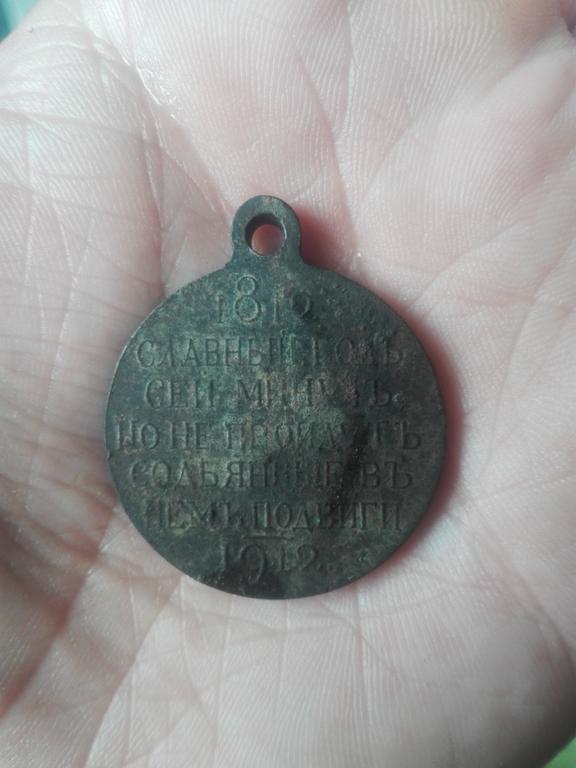 1812
СЛАВНЫЙ ГОДЪ
СЕЙ МИНУЛЪ
НО НЕ ПРОЙДУТЪ
СОДѢЯННЫЕ ВЪ
НЕМЪ ПОДВИГИ
1912